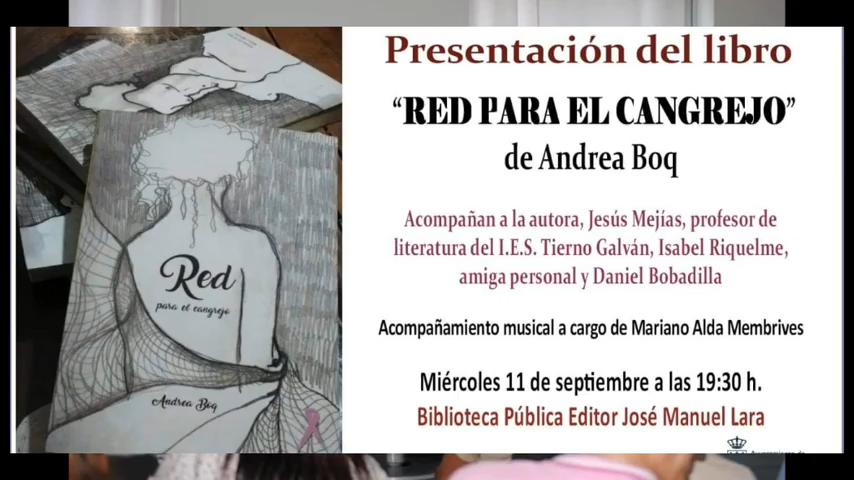 Presentación del libro
“RED PARA EL CANGREJO”
de Andrea Boq
Acompañan a la autora, Jesús Mejías, profesor de
literatura del I.E.S. Tierno Galván, Isabel Riquelme,
amiga personal y Daniel Bobadilla
Acompañamiento musical a cargo de Mariano Alda Membrives
Miércoles 11 de septiembre a las 19:30 h.
Biblioteca Pública Editor José Manuel Lara
Red
para el cangrejo
Andrea Boq